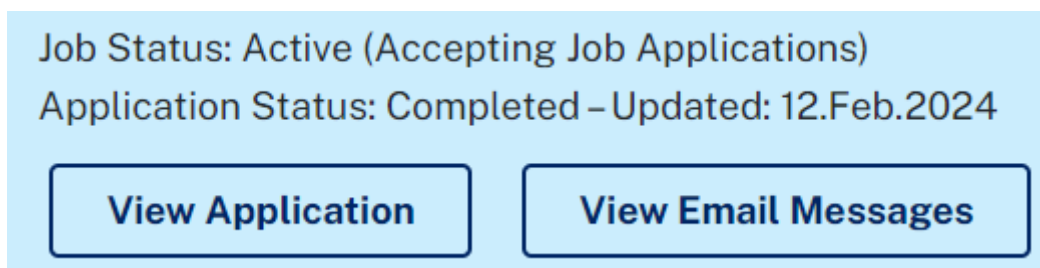 Job Status: Active (Accepting Job Applications)
Application Status: Completed – Updated: 12.Feb.2024
View Application
View Email Messages